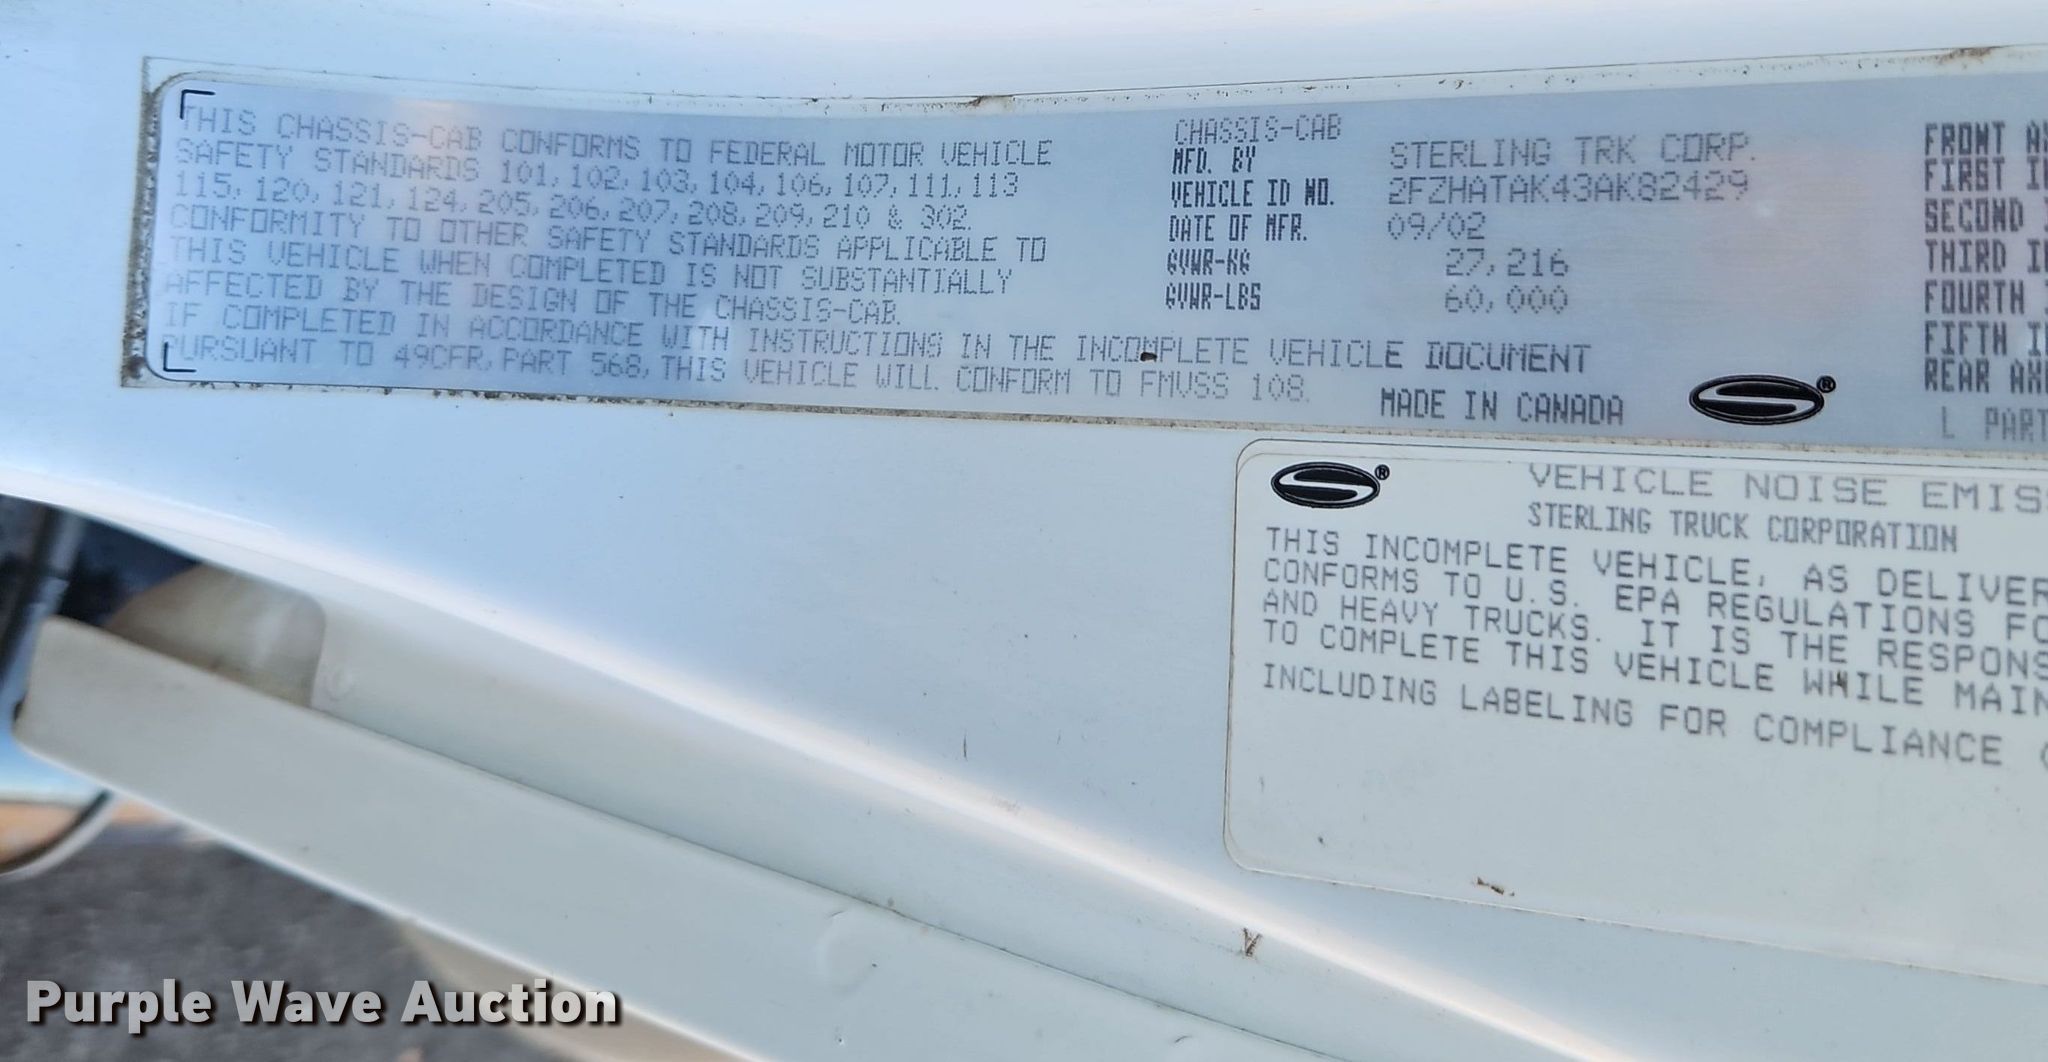 THIS CHASSIS-CAB CONFORMS TO FEDERAL MOTOR VEHICLE
SAFETY STANDARDS 101, 102, 103, 104, 106, 107, 111, 113
115, 120, 121, 124, 205, 206, 207, 208, 209, 210 & 302.
CONFORMITY TO OTHER SAFETY STANDARDS APPLICABLE TO
THIS VEHICLE WHEN COMPLETED IS NOT SUBSTANTIALLY
AFFECTED BY THE DESIGN OF THE CHASSIS-CAB.
IF COMPLETED IN ACCORDANCE WITH INSTRUCTIONS IN THE INCOMPLETE VEHICLE DOCUMENT
PURSUANT TO 49CFR, PART 568, THIS VEHICLE WILL CONFORM TO FMVSS 108.
CHASSIS-CAB
MFD. BY STERLING TRK CORP.
VEHICLE ID NO. 2FZHATAK43AK82429
DATE OF MFR. 09/02
GVWR-KG 27,216
GVWR-LBS 60,000
MADE IN CANADA
®
FRONT
FIRST
SECOND
THIRD
FOURTH
FIFTH
REAR
L PART
®
VEHICLE NOISE EMIS
STERLING TRUCK CORPORATION
THIS INCOMPLETE VEHICLE, AS DELIVER
CONFORMS TO U.S. EPA REGULATIONS FO
AND HEAVY TRUCKS. IT IS THE RESPONS
TO COMPLETE THIS VEHICLE WHILE MAIN
INCLUDING LABELING FOR COMPLIANCE
Purple Wave Auction